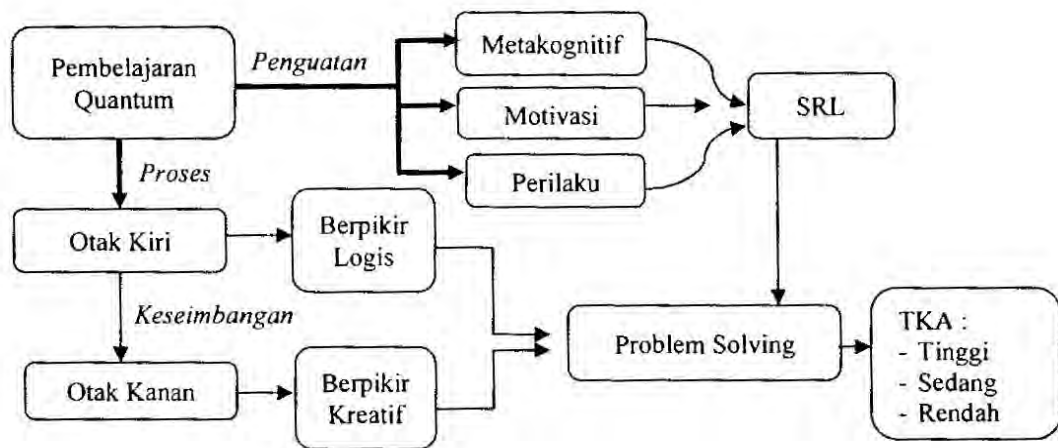 Pembelajaran
Quantum
Penguatan
Metakognitif
Motivasi
Perilaku
SRL
Proses
Otak Kiri
Berpikir
Logis
Keseimbangan
Otak Kanan
Berpikir
Kreatif
Problem Solving
TKA :
- Tinggi
- Sedang
- Rendah